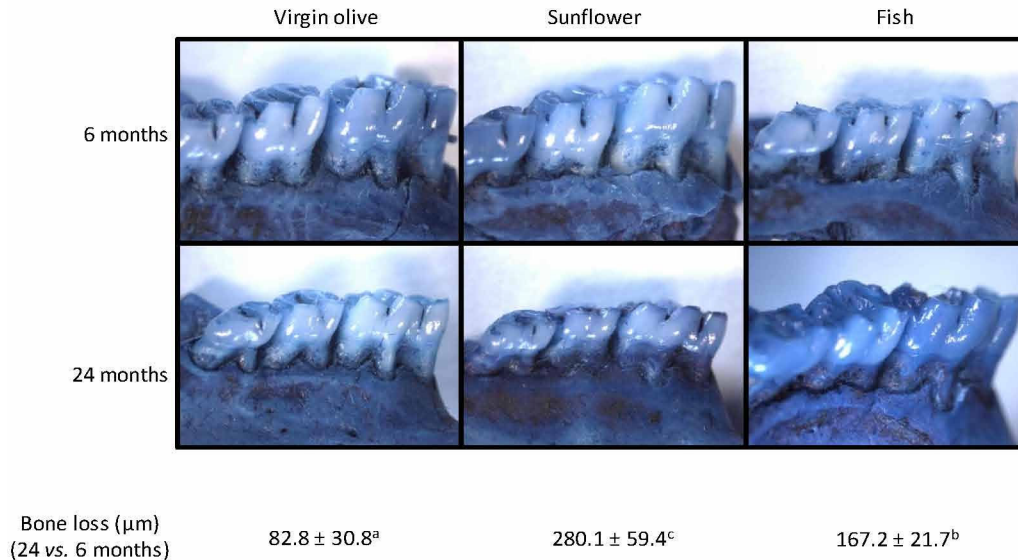 Virgin olive
Sunflower
Fish
6 months
24 months
Bone loss (μm)
(24 vs. 6 months)
82.8 ± 30.8ᵃ
280.1 ± 59.4ᶜ
167.2 ± 21.7ᵇ